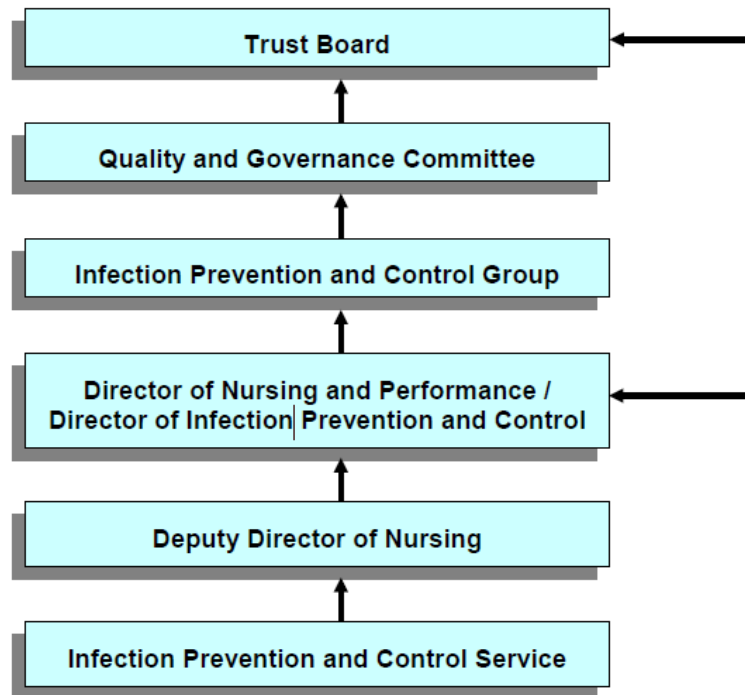 Trust Board
Quality and Governance Committee
Infection Prevention and Control Group
Director of Nursing and Performance /
Director of Infection Prevention and Control
Deputy Director of Nursing
Infection Prevention and Control Service